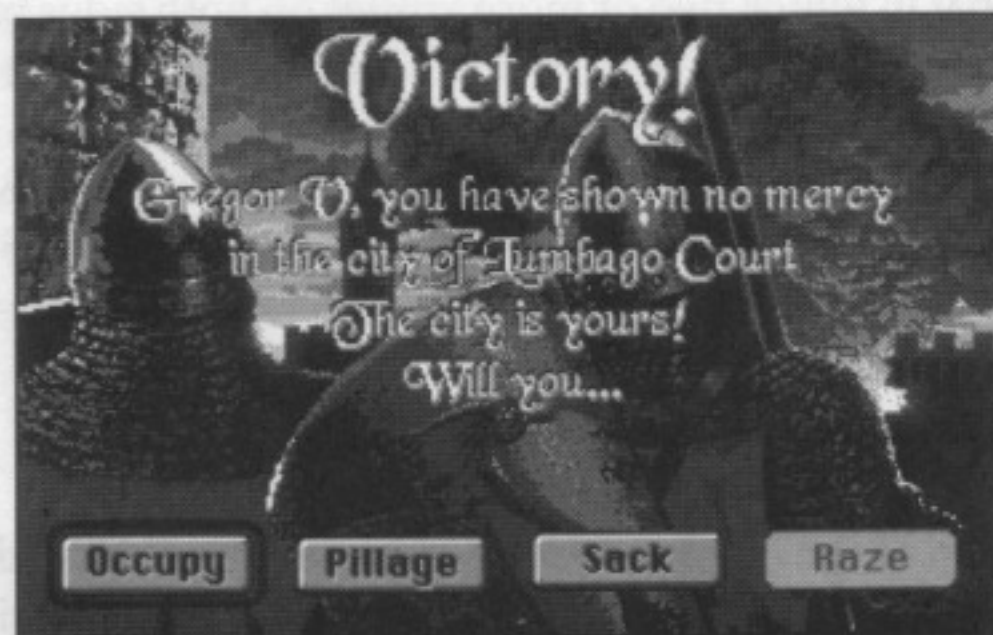 Victory!
Gregor V, you have shown no mercy
in the city of Lumbago Court
The city is yours!
Will you...
Occupy Pillage Sack Raze